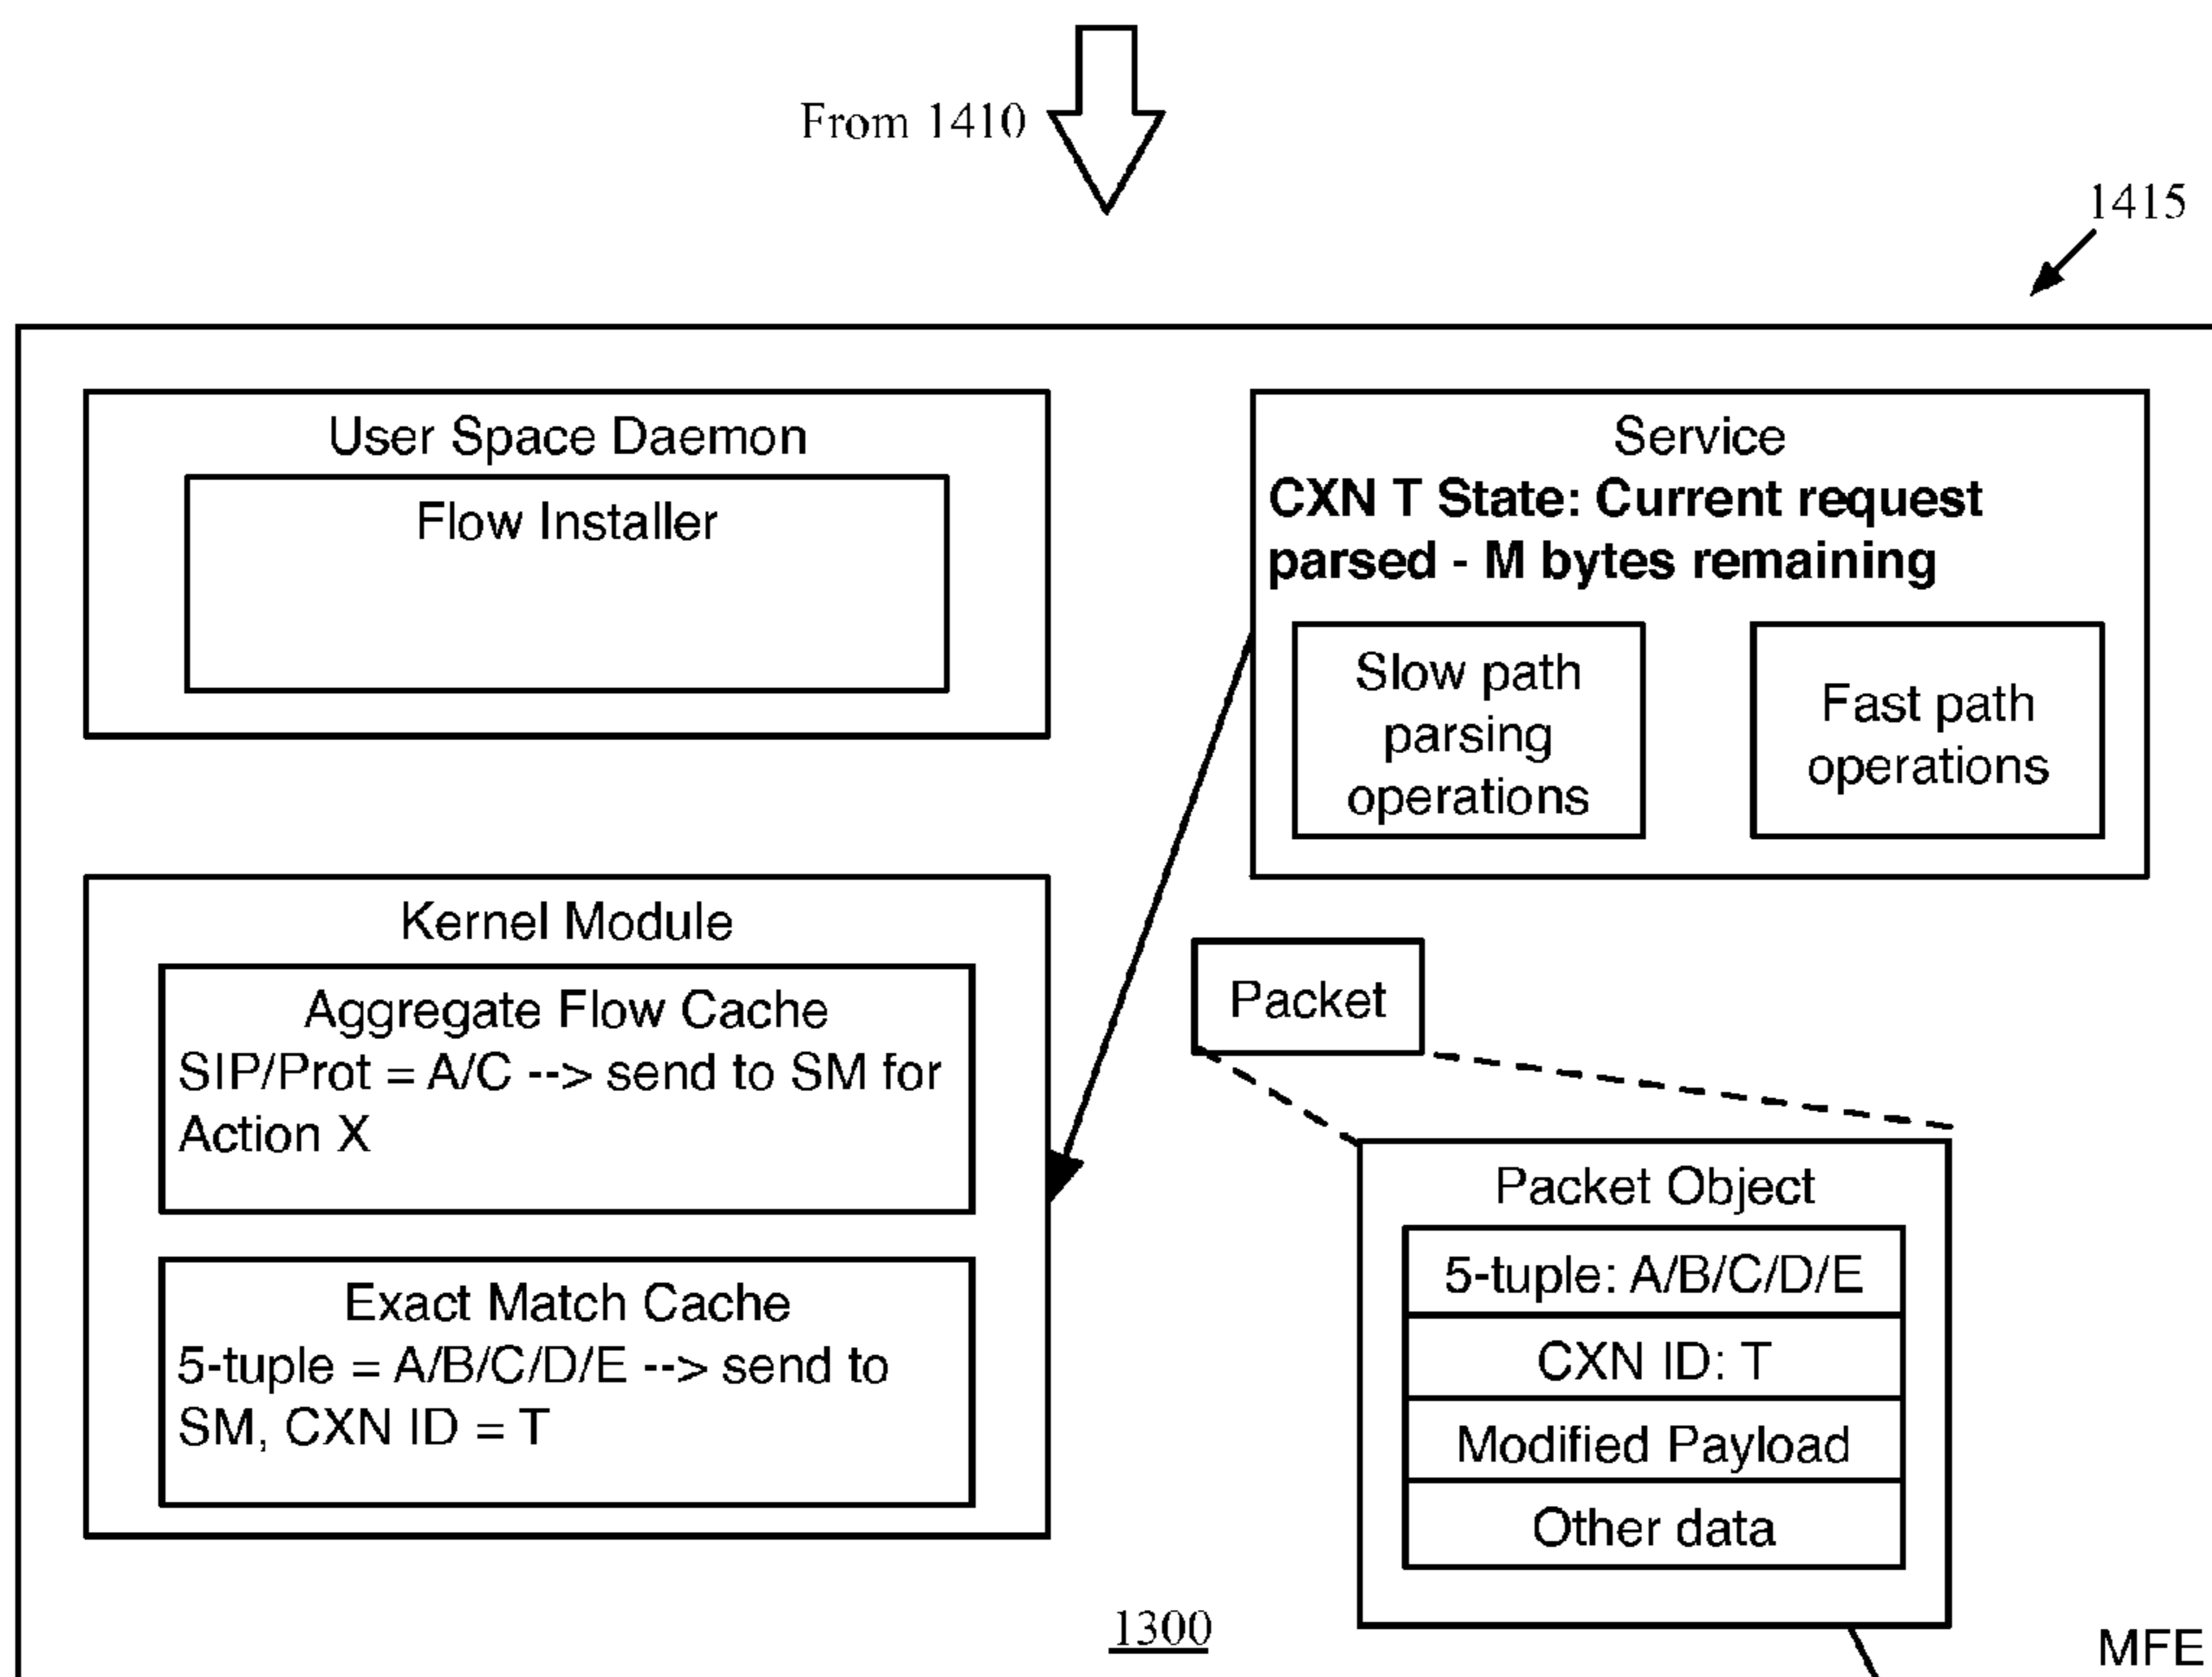 From 1410
1415
User Space Daemon
Flow Installer
Service
CXN T State: Current request
parsed - M bytes remaining
Slow path
parsing
operations
Fast path
operations
Kernel Module
Aggregate Flow Cache
SIP/Prot = A/C --> send to SM for
Action X
Exact Match Cache
5-tuple = A/B/C/D/E --> send to
SM, CXN ID = T
Packet
Packet Object
5-tuple: A/B/C/D/E
CXN ID: T
Modified Payload
Other data
1300
MFE